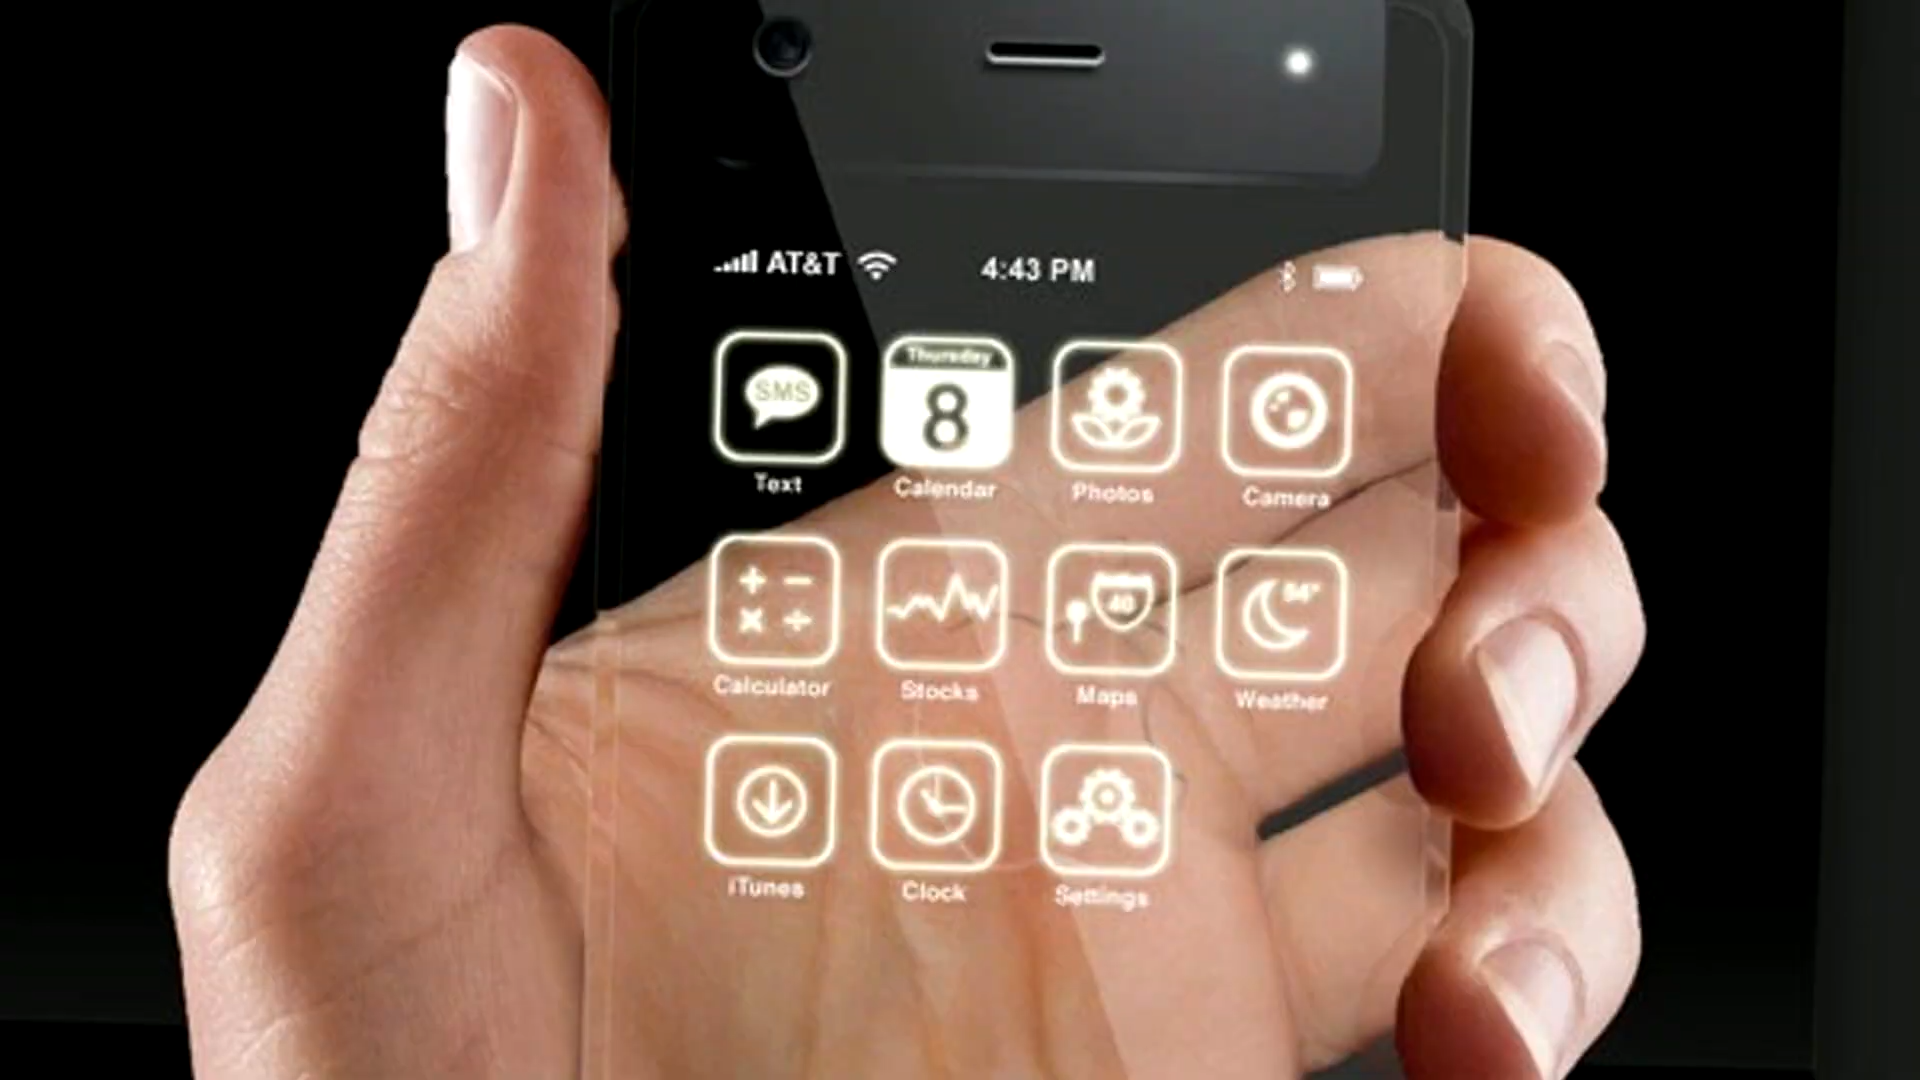 AT&T 4:43 PM
Thursday
SMS 8
Text Calendar Photos Camera
40 54°
Calculator Stocks Maps Weather
iTunes Clock Settings